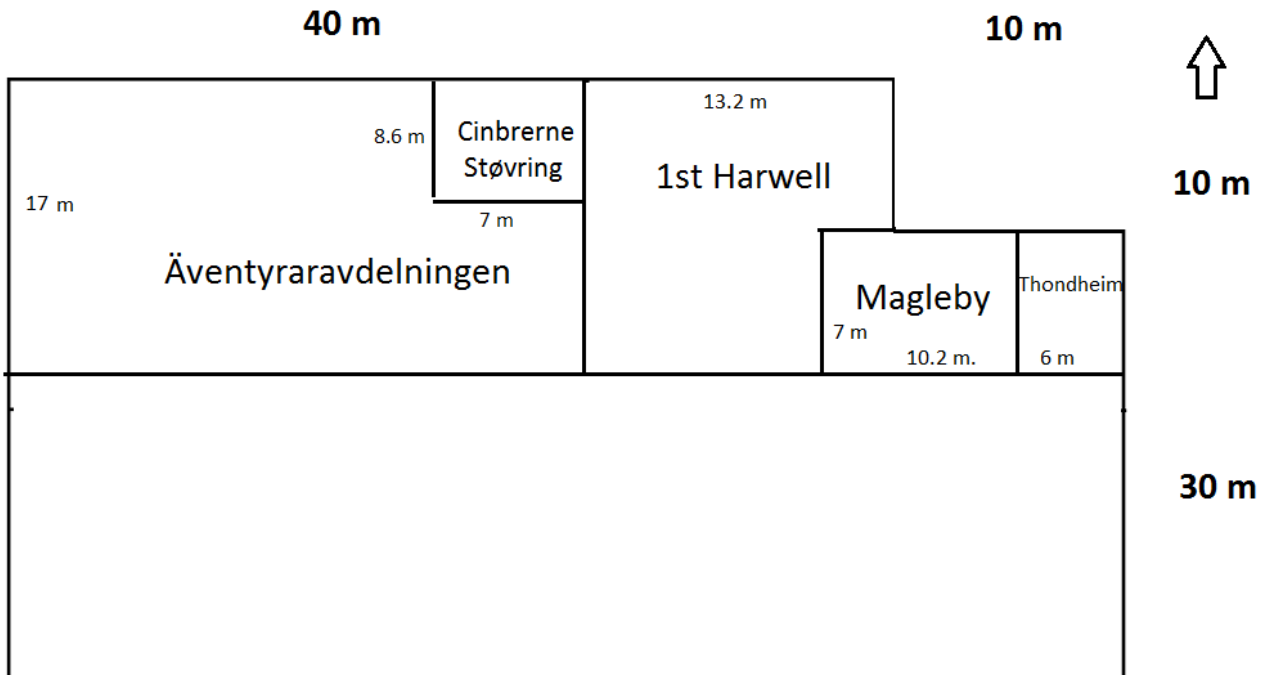 40 m
10 m
13.2 m
8.6 m
Cinbrerne
Støvring
1st Harwell
10 m
17 m
7 m
Äventyraravdelningen
Magleby
Thondheim
7 m
10.2 m.
6 m
30 m